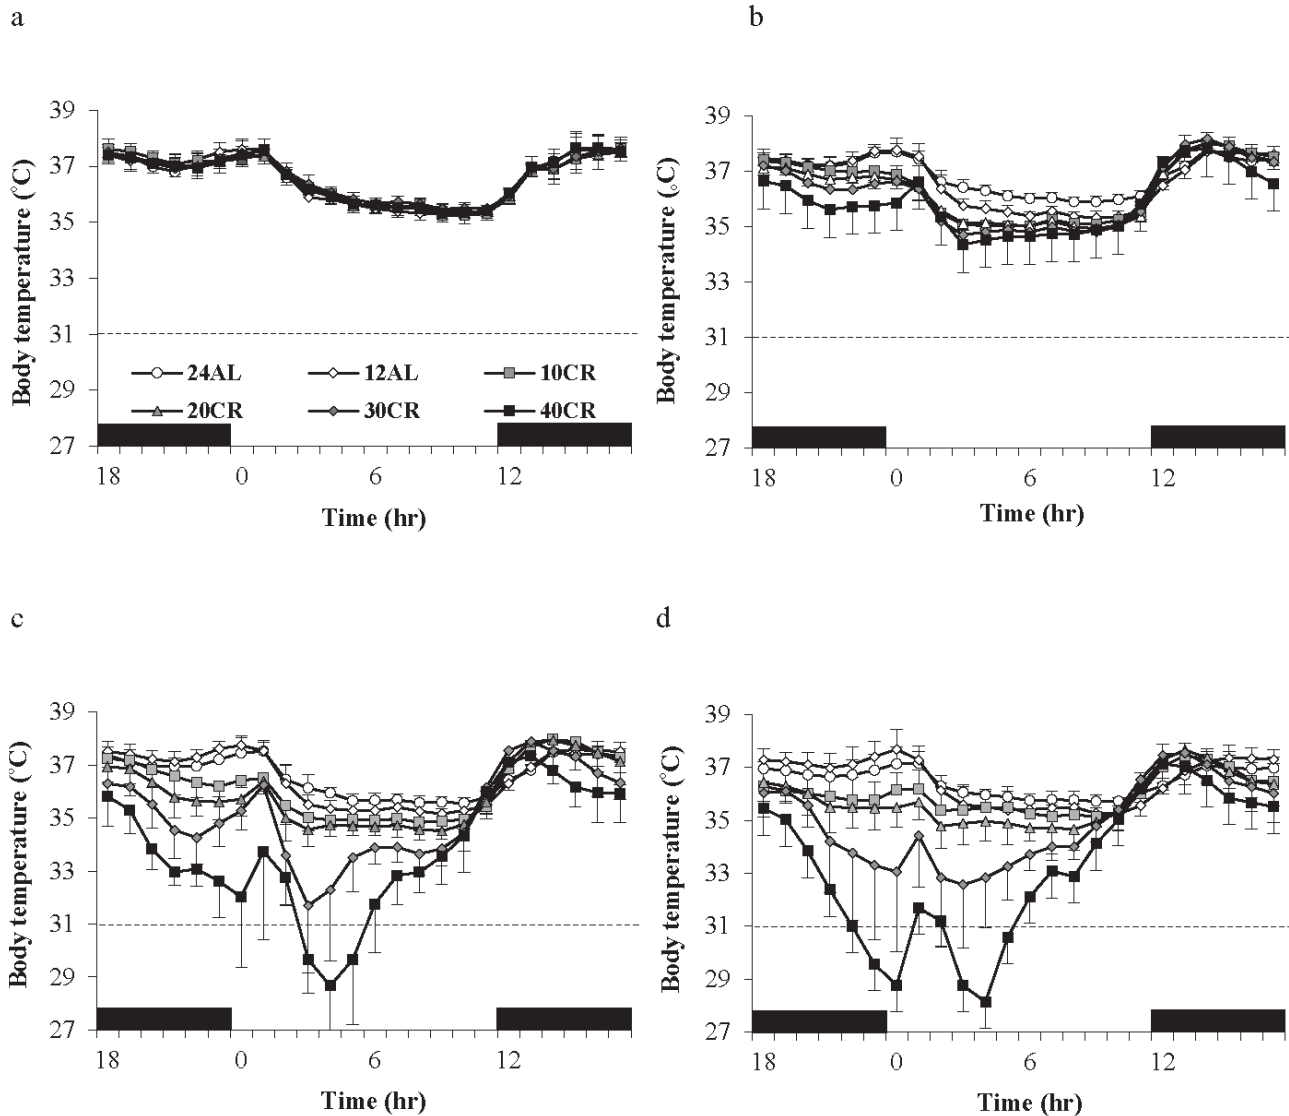 a
b
39
37
35
33
31
29
27
Body temperature (°C)
24AL 12AL 10CR
20CR 30CR 40CR
18 0 6 12
Time (hr)
39
37
35
33
31
29
27
Body temperature (°C)
18 0 6 12
Time (hr)
c
d
39
37
35
33
31
29
27
Body temperature (°C)
18 0 6 12
Time (hr)
39
37
35
33
31
29
27
Body temperature (°C)
18 0 6 12
Time (hr)